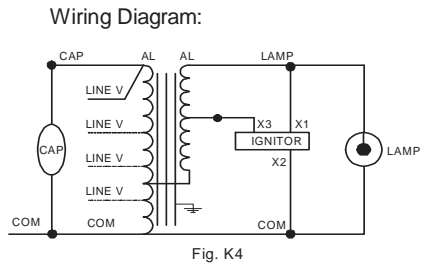 Wiring Diagram:
CAP AL AL LAMP
LINE V
LINE V
X3 X1
IGNITOR
CAP
LAMP
LINE V
X2
LINE V
COM COM COM
Fig. K4